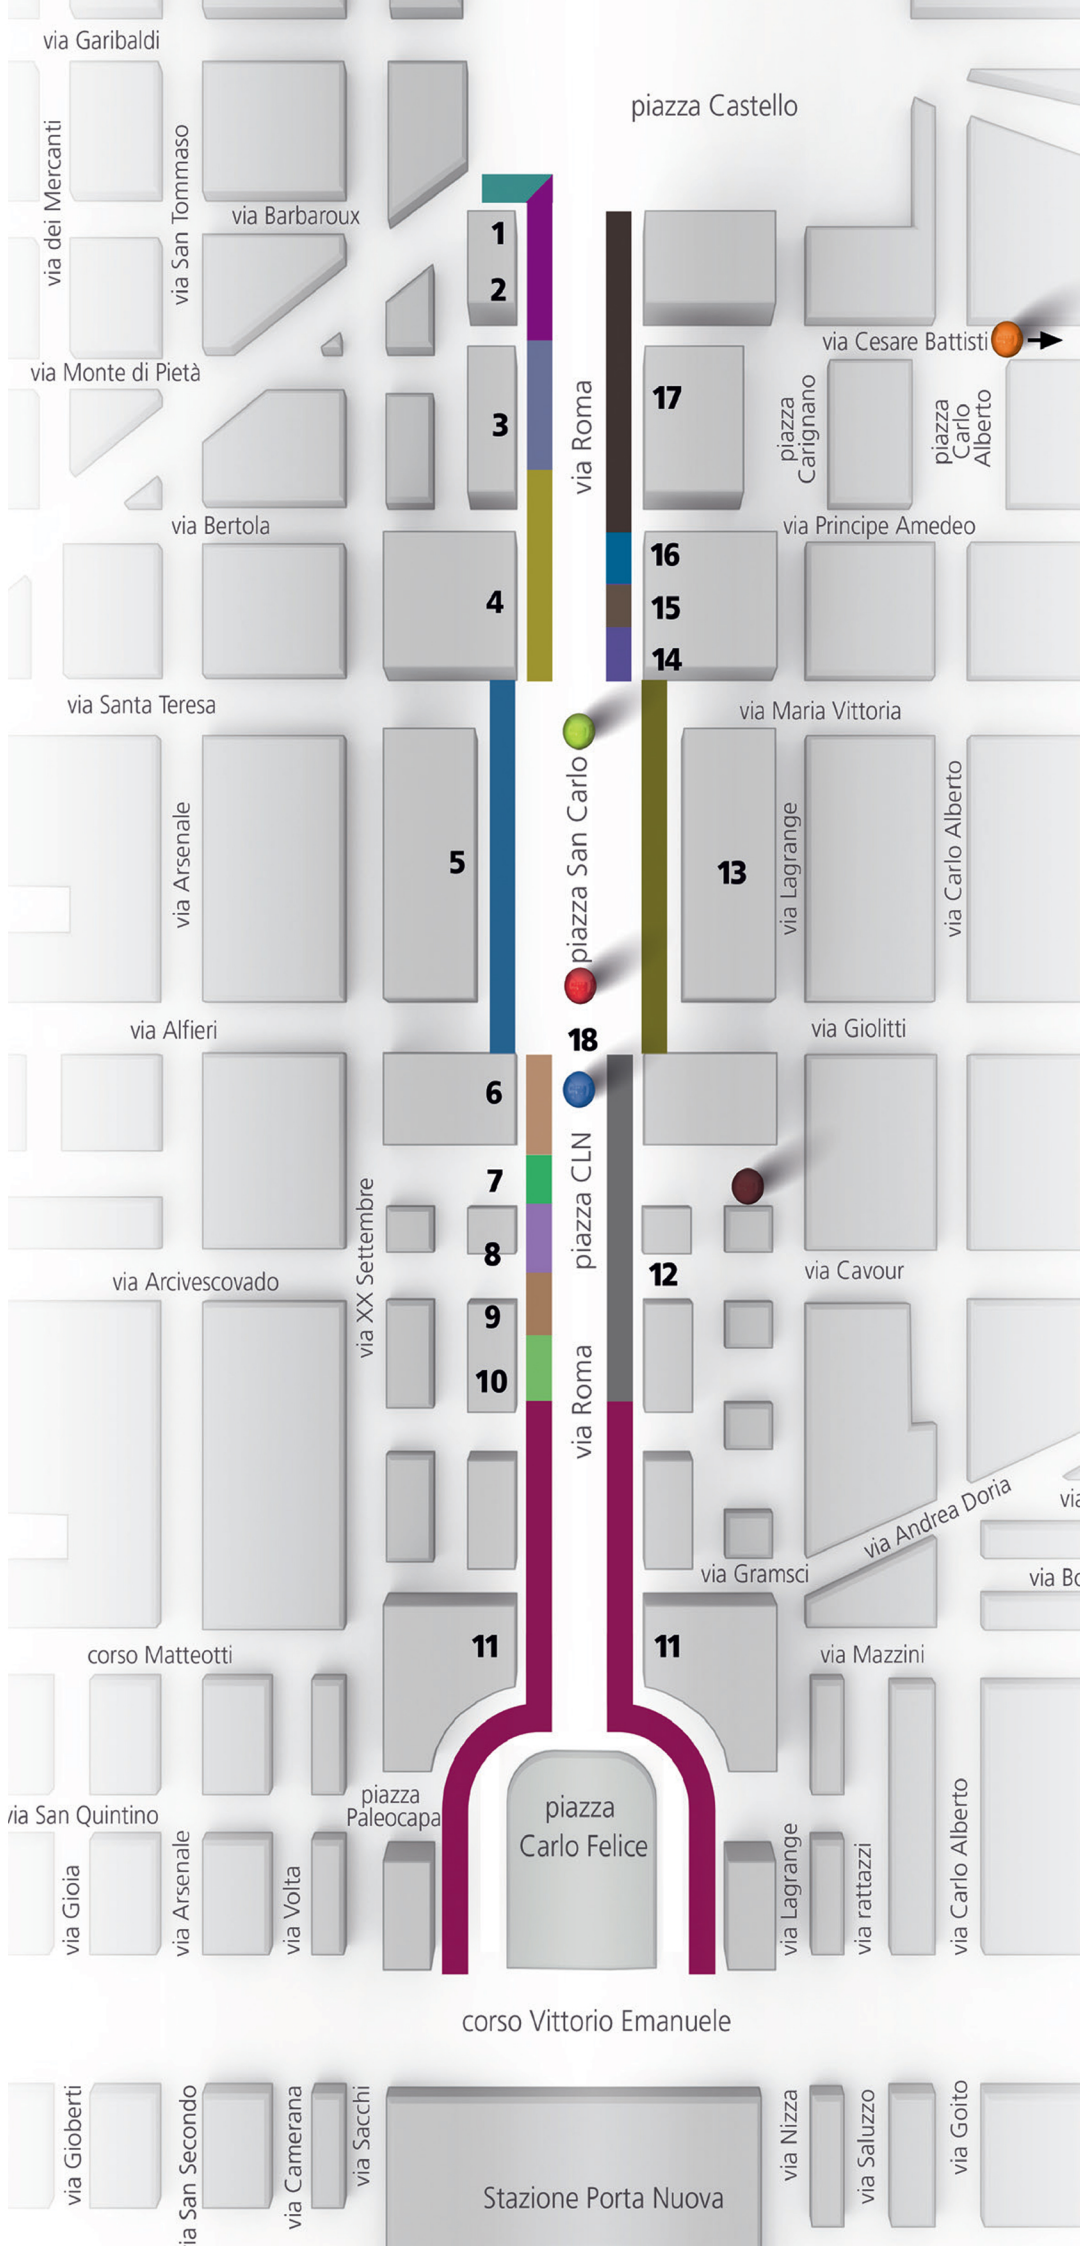 via Garibaldi
piazza Castello
via dei Mercanti
via San Tommaso
via Barbaroux
1
2
via Cesare Battisti
via Monte di Pietà
3
via Roma
17
piazza
Carignano
piazza
Carlo
Alberto
via Bertola
via Principe Amedeo
16
4
15
14
via Santa Teresa
via Maria Vittoria
via Arsenale
5
piazza San Carlo
13
via Lagrange
via Carlo Alberto
via Alfieri
18
via Giolitti
6
7
piazza CLN
via XX Settembre
8
12
via Arcivescovado
via Cavour
9
10
via Roma
via Andrea Doria
via
via Gramsci
via Bo
11
11
corso Matteotti
via Mazzini
piazza
Paleocapa
via San Quintino
piazza
Carlo Felice
via Gioia
via Arsenale
via Volta
via Lagrange
via rattazzi
via Carlo Alberto
corso Vittorio Emanuele
via Gioberti
via San Secondo
via Camerana
via Sacchi
via Nizza
via Saluzzo
via Goito
Stazione Porta Nuova